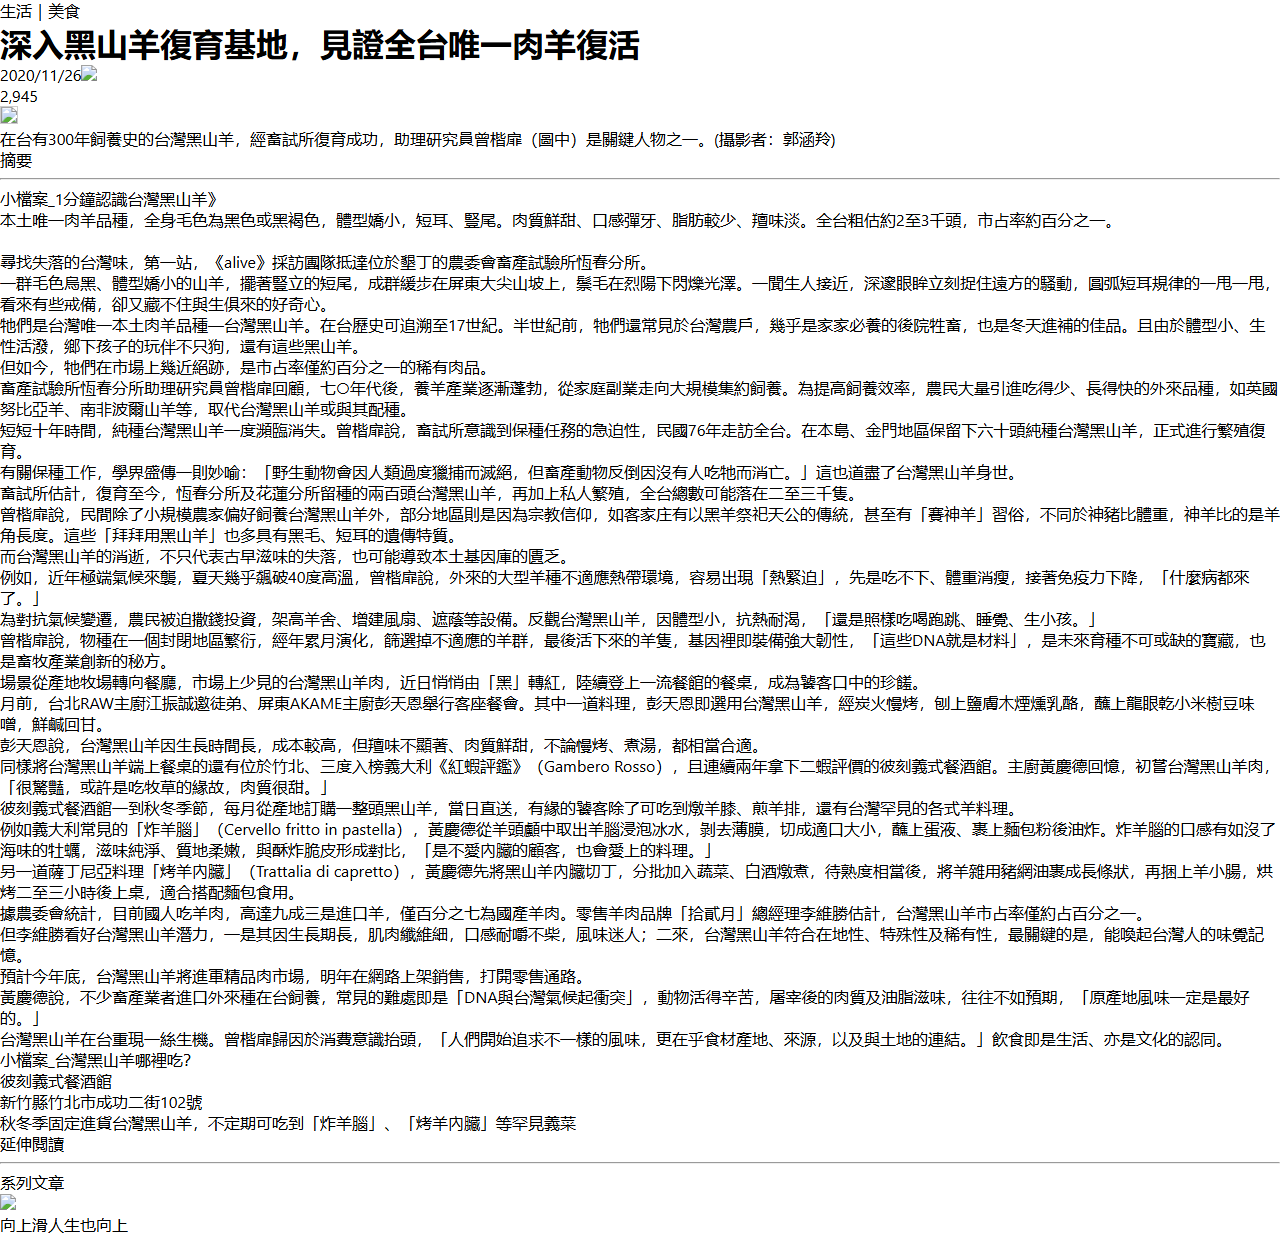 生活｜美食
深入黑山羊復育基地，見證全台唯一肉羊復活
2020/11/26
2,945
在台有300年飼養史的台灣黑山羊，經畜試所復育成功，助理研究員曾楷扉（圖中）是關鍵人物之一。(攝影者：郭涵羚)
摘要
小檔案_1分鐘認識台灣黑山羊》
本土唯一肉羊品種，全身毛色為黑色或黑褐色，體型嬌小，短耳、豎尾。肉質鮮甜、口感彈牙、脂肪較少、羶味淡。全台粗估約2至3千頭，市占率約百分之一。
尋找失落的台灣味，第一站，《alive》採訪團隊抵達位於墾丁的農委會畜產試驗所恆春分所。
一群毛色烏黑、體型嬌小的山羊，擺著豎立的短尾，成群緩步在屏東大尖山坡上，鬃毛在烈陽下閃爍光澤。一聞生人接近，深邃眼眸立刻捉住遠方的騷動，圓弧短耳規律的一甩一甩，
看來有些戒備，卻又藏不住與生俱來的好奇心。
牠們是台灣唯一本土肉羊品種—台灣黑山羊。在台歷史可追溯至17世紀。半世紀前，牠們還常見於台灣農戶，幾乎是家家必養的後院牲畜，也是冬天進補的佳品。且由於體型小、生
性活潑，鄉下孩子的玩伴不只狗，還有這些黑山羊。
但如今，牠們在市場上幾近絕跡，是市占率僅約百分之一的稀有肉品。
畜產試驗所恆春分所助理研究員曾楷扉回顧，七○年代後，養羊產業逐漸蓬勃，從家庭副業走向大規模集約飼養。為提高飼養效率，農民大量引進吃得少、長得快的外來品種，如英國
努比亞羊、南非波爾山羊等，取代台灣黑山羊或與其配種。
短短十年時間，純種台灣黑山羊一度瀕臨消失。曾楷扉說，畜試所意識到保種任務的急迫性，民國76年走訪全台。在本島、金門地區保留下六十頭純種台灣黑山羊，正式進行繁殖復
育。
有關保種工作，學界盛傳一則妙喻：「野生動物會因人類過度獵捕而滅絕，但畜產動物反倒因沒有人吃牠而消亡。」這也道盡了台灣黑山羊身世。
畜試所估計，復育至今，恆春分所及花蓮分所留種的兩百頭台灣黑山羊，再加上私人繁殖，全台總數可能落在二至三千隻。
曾楷扉說，民間除了小規模農家偏好飼養台灣黑山羊外，部分地區則是因為宗教信仰，如客家庄有以黑羊祭祀天公的傳統，甚至有「賽神羊」習俗，不同於神豬比體重，神羊比的是羊
角長度。這些「拜拜用黑山羊」也多具有黑毛、短耳的遺傳特質。
而台灣黑山羊的消逝，不只代表古早滋味的失落，也可能導致本土基因庫的匱乏。
例如，近年極端氣候來襲，夏天幾乎飆破40度高溫，曾楷扉說，外來的大型羊種不適應熱帶環境，容易出現「熱緊迫」，先是吃不下、體重消瘦，接著免疫力下降，「什麼病都來
了。」
為對抗氣候變遷，農民被迫撒錢投資，架高羊舍、增建風扇、遮蔭等設備。反觀台灣黑山羊，因體型小，抗熱耐渴，「還是照樣吃喝跑跳、睡覺、生小孩。」
曾楷扉說，物種在一個封閉地區繁衍，經年累月演化，篩選掉不適應的羊群，最後活下來的羊隻，基因裡即裝備強大韌性，「這些DNA就是材料」，是未來育種不可或缺的寶藏，也
是畜牧產業創新的秘方。
場景從產地牧場轉向餐廳，市場上少見的台灣黑山羊肉，近日悄悄由「黑」轉紅，陸續登上一流餐館的餐桌，成為饕客口中的珍饈。
月前，台北RAW主廚江振誠邀徒弟、屏東AKAME主廚彭天恩舉行客座餐會。其中一道料理，彭天恩即選用台灣黑山羊，經炭火慢烤，刨上鹽膚木煙燻乳酪，蘸上龍眼乾小米樹豆味
噌，鮮鹹回甘。
彭天恩說，台灣黑山羊因生長時間長，成本較高，但羶味不顯著、肉質鮮甜，不論慢烤、煮湯，都相當合適。
同樣將台灣黑山羊端上餐桌的還有位於竹北、三度入榜義大利《紅蝦評鑑》（Gambero Rosso），且連續兩年拿下二蝦評價的彼刻義式餐酒館。主廚黃慶德回憶，初嘗台灣黑山羊肉，
「很驚豔，或許是吃牧草的緣故，肉質很甜。」
彼刻義式餐酒館一到秋冬季節，每月從產地訂購一整頭黑山羊，當日直送，有緣的饕客除了可吃到燉羊膝、煎羊排，還有台灣罕見的各式羊料理。
例如義大利常見的「炸羊腦」（Cervello fritto in pastella），黃慶德從羊頭顱中取出羊腦浸泡冰水，剝去薄膜，切成適口大小，蘸上蛋液、裹上麵包粉後油炸。炸羊腦的口感有如沒了
海味的牡蠣，滋味純淨、質地柔嫩，與酥炸脆皮形成對比，「是不愛內臟的顧客，也會愛上的料理。」
另一道薩丁尼亞料理「烤羊內臟」（Trattalia di capretto），黃慶德先將黑山羊內臟切丁，分批加入蔬菜、白酒燉煮，待熟度相當後，將羊雜用豬網油裹成長條狀，再捆上羊小腸，烘
烤二至三小時後上桌，適合搭配麵包食用。
據農委會統計，目前國人吃羊肉，高達九成三是進口羊，僅百分之七為國產羊肉。零售羊肉品牌「拾貳月」總經理李維勝估計，台灣黑山羊市占率僅約占百分之一。
但李維勝看好台灣黑山羊潛力，一是其因生長期長，肌肉纖維細，口感耐嚼不柴，風味迷人；二來，台灣黑山羊符合在地性、特殊性及稀有性，最關鍵的是，能喚起台灣人的味覺記
憶。
預計今年底，台灣黑山羊將進軍精品肉市場，明年在網路上架銷售，打開零售通路。
黃慶德說，不少畜產業者進口外來種在台飼養，常見的難處即是「DNA與台灣氣候起衝突」，動物活得辛苦，屠宰後的肉質及油脂滋味，往往不如預期，「原產地風味一定是最好
的。」
台灣黑山羊在台重現一絲生機。曾楷扉歸因於消費意識抬頭，「人們開始追求不一樣的風味，更在乎食材產地、來源，以及與土地的連結。」飲食即是生活、亦是文化的認同。
小檔案_台灣黑山羊哪裡吃?
彼刻義式餐酒館
新竹縣竹北市成功二街102號
秋冬季固定進貨台灣黑山羊，不定期可吃到「炸羊腦」、「烤羊內臟」等罕見義菜
延伸閱讀
系列文章
向上滑人生也向上